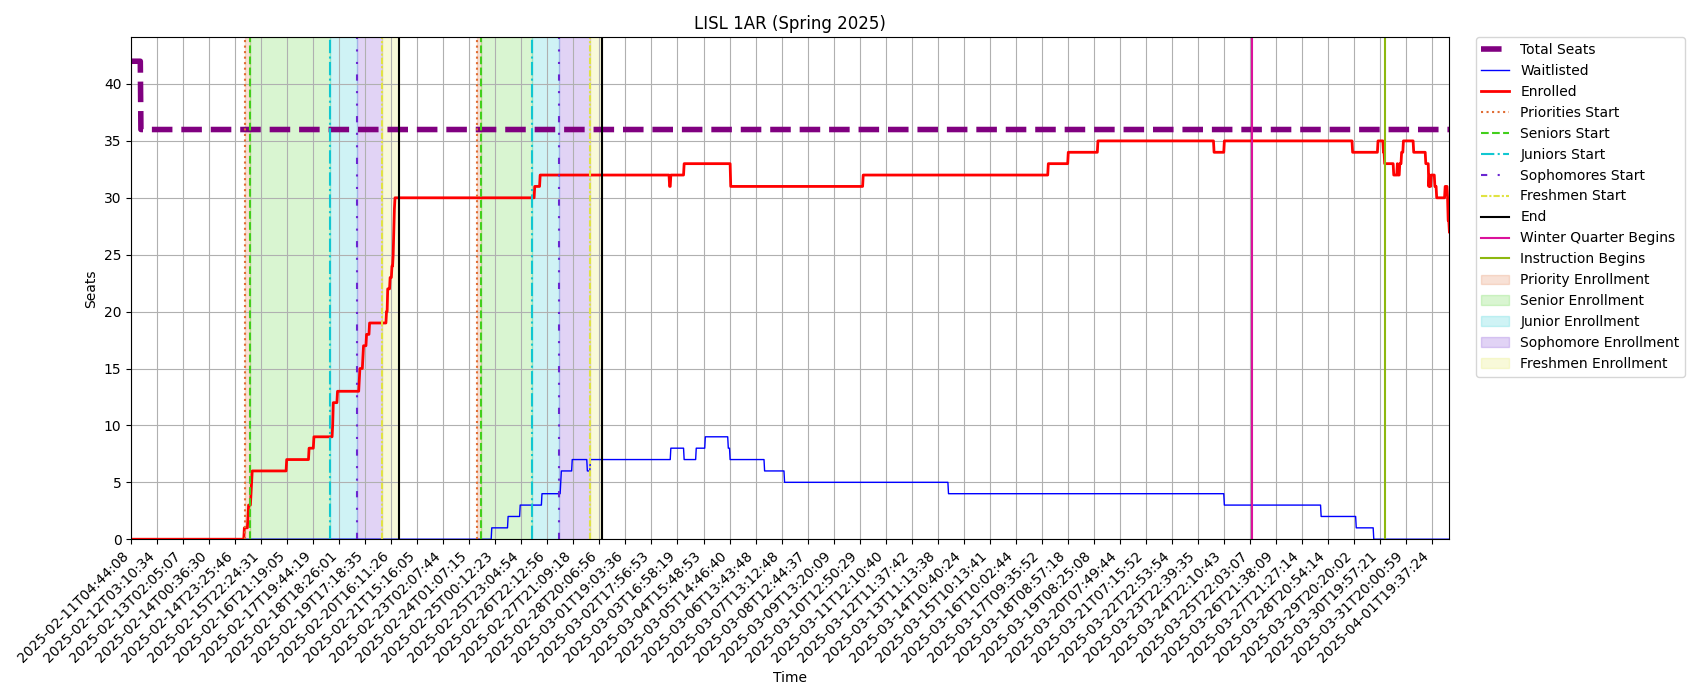 LISL 1AR (Spring 2025)
Seats
40
35
30
25
20
15
10
5
0
2025-02-11T04:44:08
2025-02-12T03:10:34
2025-02-13T02:05:07
2025-02-14T00:36:30
2025-02-14T23:25:46
2025-02-15T22:24:31
2025-02-16T21:19:05
2025-02-17T19:44:19
2025-02-18T18:26:01
2025-02-19T17:18:35
2025-02-20T16:11:26
2025-02-21T15:16:05
2025-02-23T02:07:44
2025-02-24T01:07:15
2025-02-25T00:12:23
2025-02-25T23:04:54
2025-02-26T22:12:56
2025-02-27T21:09:18
2025-02-28T20:06:56
2025-03-01T19:03:36
2025-03-02T17:56:53
2025-03-03T16:58:19
2025-03-04T15:48:53
2025-03-05T14:46:40
2025-03-06T13:43:48
2025-03-07T13:12:48
2025-03-08T12:44:37
2025-03-09T13:20:09
2025-03-10T12:50:29
2025-03-11T12:10:40
2025-03-12T11:37:42
2025-03-13T11:13:38
2025-03-14T10:40:24
2025-03-15T10:13:41
2025-03-16T10:02:44
2025-03-17T09:35:52
2025-03-18T08:57:18
2025-03-19T08:25:08
2025-03-20T07:49:44
2025-03-21T07:15:52
2025-03-22T22:53:54
2025-03-23T22:39:35
2025-03-24T22:10:43
2025-03-25T22:03:07
2025-03-26T21:38:09
2025-03-27T21:27:14
2025-03-28T20:54:14
2025-03-29T20:20:02
2025-03-30T19:57:21
2025-03-31T20:00:59
2025-04-01T19:37:24
Time
Total Seats
Waitlisted
Enrolled
Priorities Start
Seniors Start
Juniors Start
Sophomores Start
Freshmen Start
End
Winter Quarter Begins
Instruction Begins
Priority Enrollment
Senior Enrollment
Junior Enrollment
Sophomore Enrollment
Freshmen Enrollment